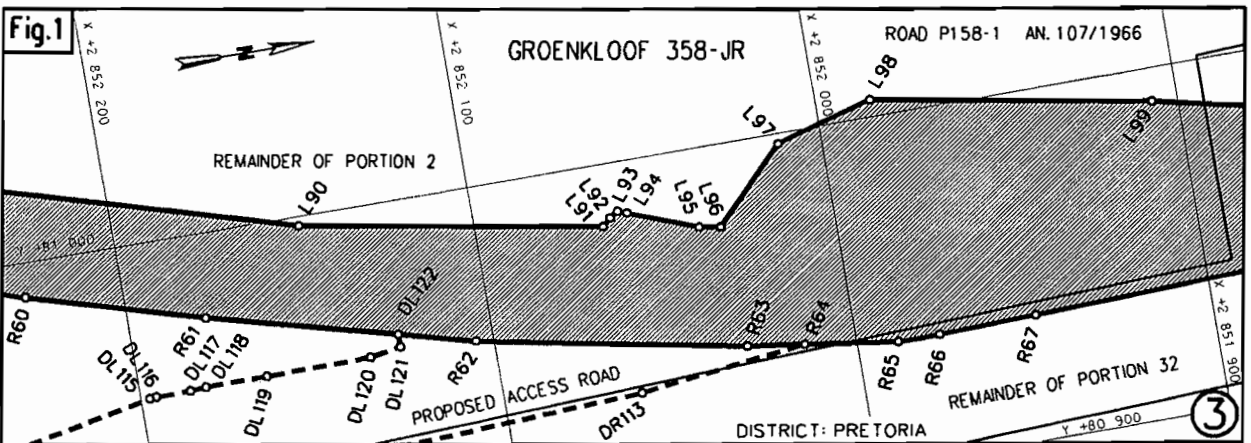 Fig.1
X +2 852 200
N
X +2 852 100
GROENKLOOF 358-JR
X +2 852 000
ROAD P158-1 AN. 107/1966
L98
L97
L99
REMAINDER OF PORTION 2
L90
L91
L92
L93
L94
L95
L96
Y +81 000
DL122
R60
R61
R62
R63
R64
R65
R66
R67
X +2 851 900
DL115
DL116
DL117
DL118
DL119
DL120
DL121
PROPOSED ACCESS ROAD
DR113
REMAINDER OF PORTION 32
DISTRICT: PRETORIA
Y +80 900
3